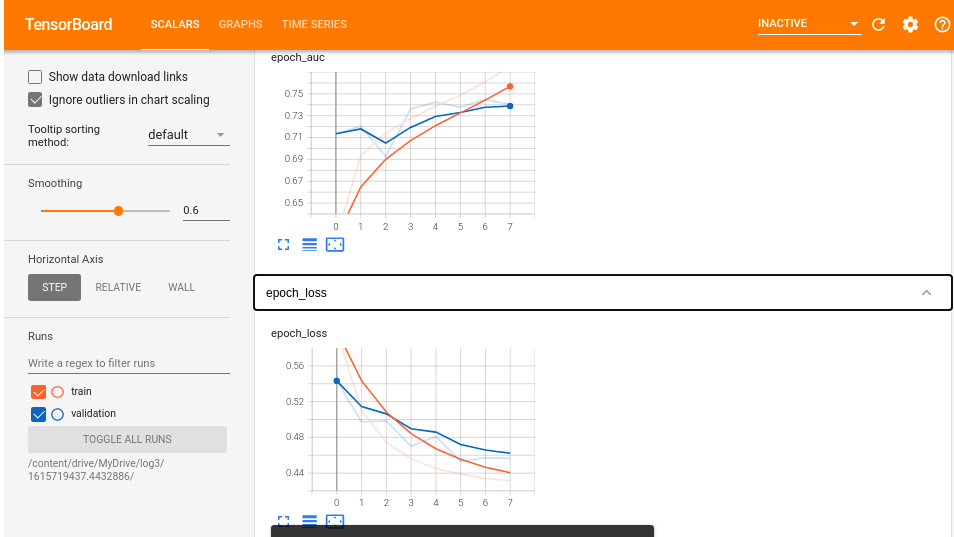 TensorBoard
SCALARS
GRAPHS
TIME SERIES
INACTIVE
Show data download links
Ignore outliers in chart scaling
Tooltip sorting
method:
default
Smoothing
0.6
Horizontal Axis
STEP
RELATIVE
WALL
Runs
Write a regex to filter runs
train
validation
TOGGLE ALL RUNS
/content/drive/MyDrive/log3/
1615719437.4432886/
epoch_auc
0.75
0.73
0.71
0.69
0.67
0.65
0 1 2 3 4 5 6 7
epoch_loss
epoch_loss
0.56
0.52
0.48
0.44
0 1 2 3 4 5 6 7